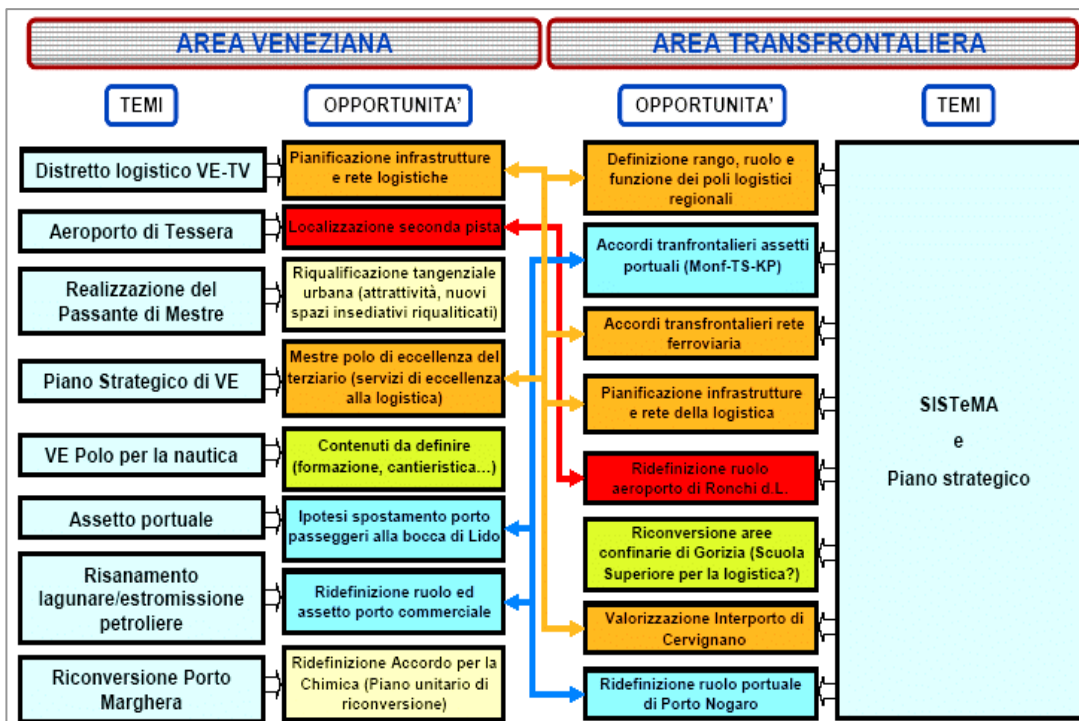 AREA VENEZIANA
AREA TRANSFRONTALIERA
TEMI
OPPORTUNITA'
OPPORTUNITA'
TEMI
Distretto logistico VE-TV
Pianificazione infrastrutture
e rete logistiche
Aeroporto di Tessera
Localizzazione seconda pista
Realizzazione del
Passante di Mestre
Riqualificazione tangenziale
urbana (attrattività, nuovi
spazi insediativi riqualiticati)
Piano Strategico di VE
Mestre polo di eccellenza del
terziario (servizi di eccellenza
alla logistica)
VE Polo per la nautica
Contenuti da definire
(formazione, cantieristica...)
Assetto portuale
Ipotesi spostamento porto
passeggeri alla bocca di Lido
Risanamento
lagunare/estromissione
petroliere
Ridefinizione ruolo ed
assetto porto commerciale
Riconversione Porto
Marghera
Ridefinizione Accordo per la
Chimica (Piano unitario di
riconversione)
Definizione rango, ruolo e
funzione dei poli logistici
regionali
Accordi tranfrontalieri assetti
portuali (Monf-TS-KP)
Accordi transfrontalieri rete
ferroviaria
Pianificazione infrastrutture
e rete della logistica
Ridefinizione ruolo
aeroporto di Ronchi d.L.
Riconversione aree
confinarie di Gorizia (Scuola
Superiore per la logistica?)
Valorizzazione Interporto di
Cervignano
Ridefinizione ruolo portuale
di Porto Nogaro
SISTeMA
e
Piano strategico